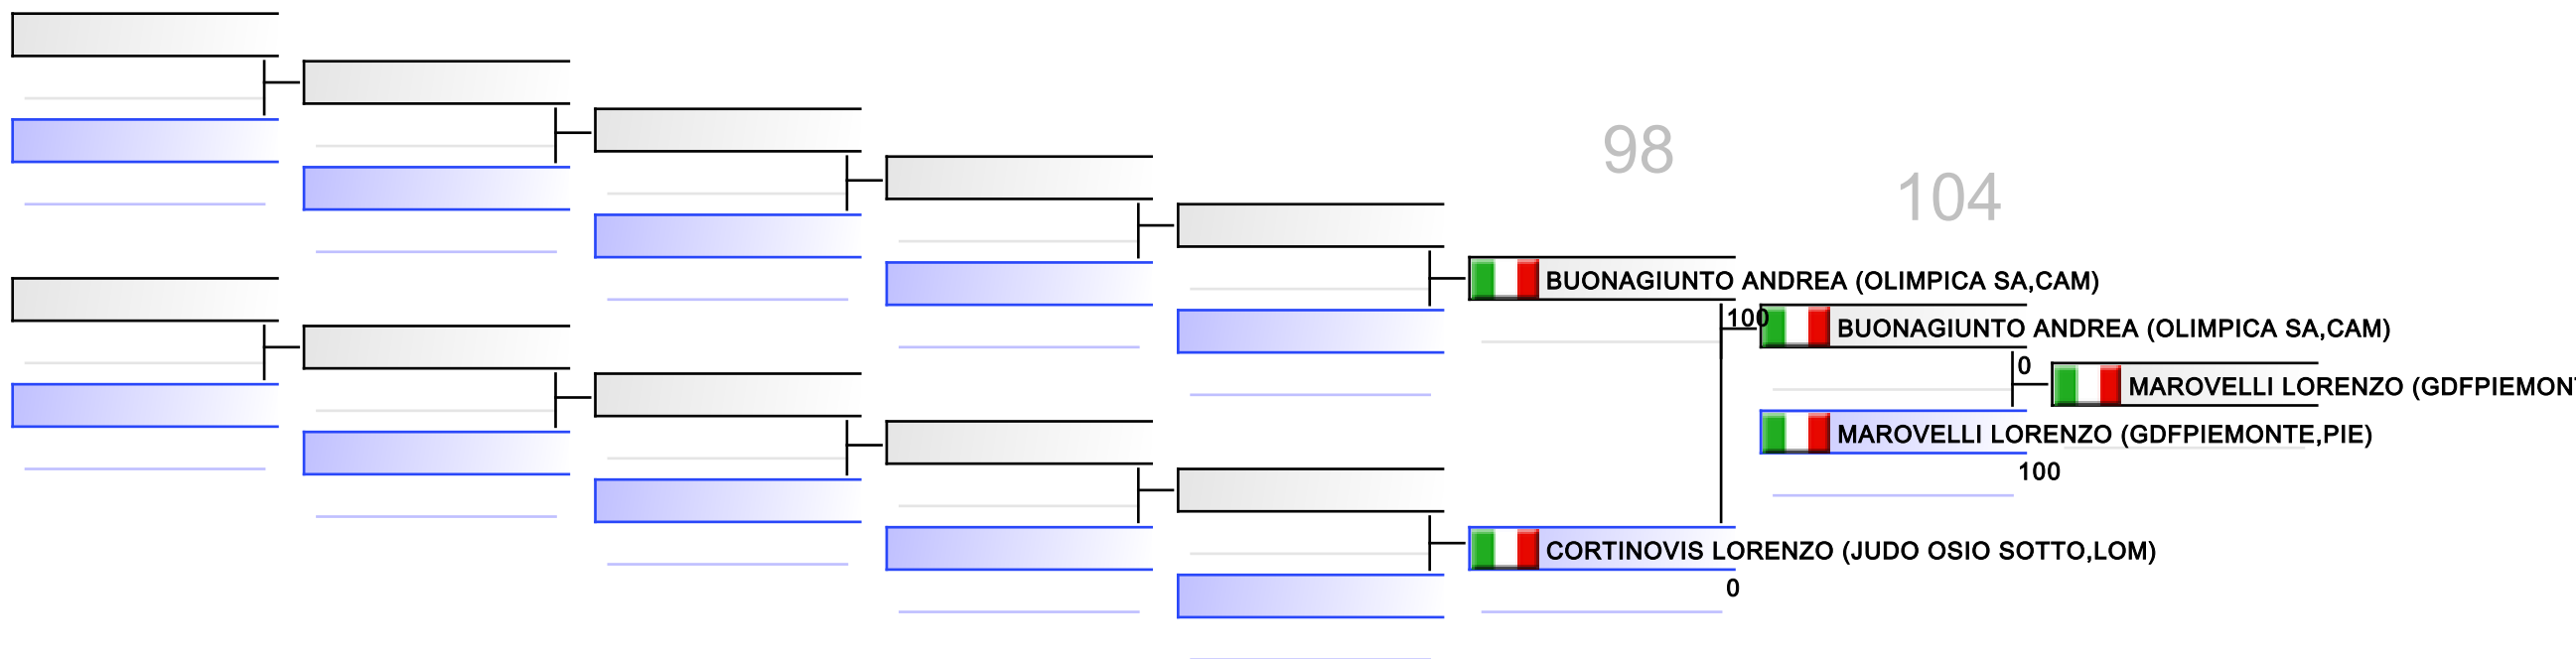 98
104
BUONAGIUNTO ANDREA (OLIMPICA SA,CAM)
100
BUONAGIUNTO ANDREA (OLIMPICA SA,CAM)
0
MAROVELLI LORENZO (GDFPIEMON
MAROVELLI LORENZO (GDFPIEMONTE,PIE)
100
CORTINOVIS LORENZO (JUDO OSIO SOTTO,LOM)
0